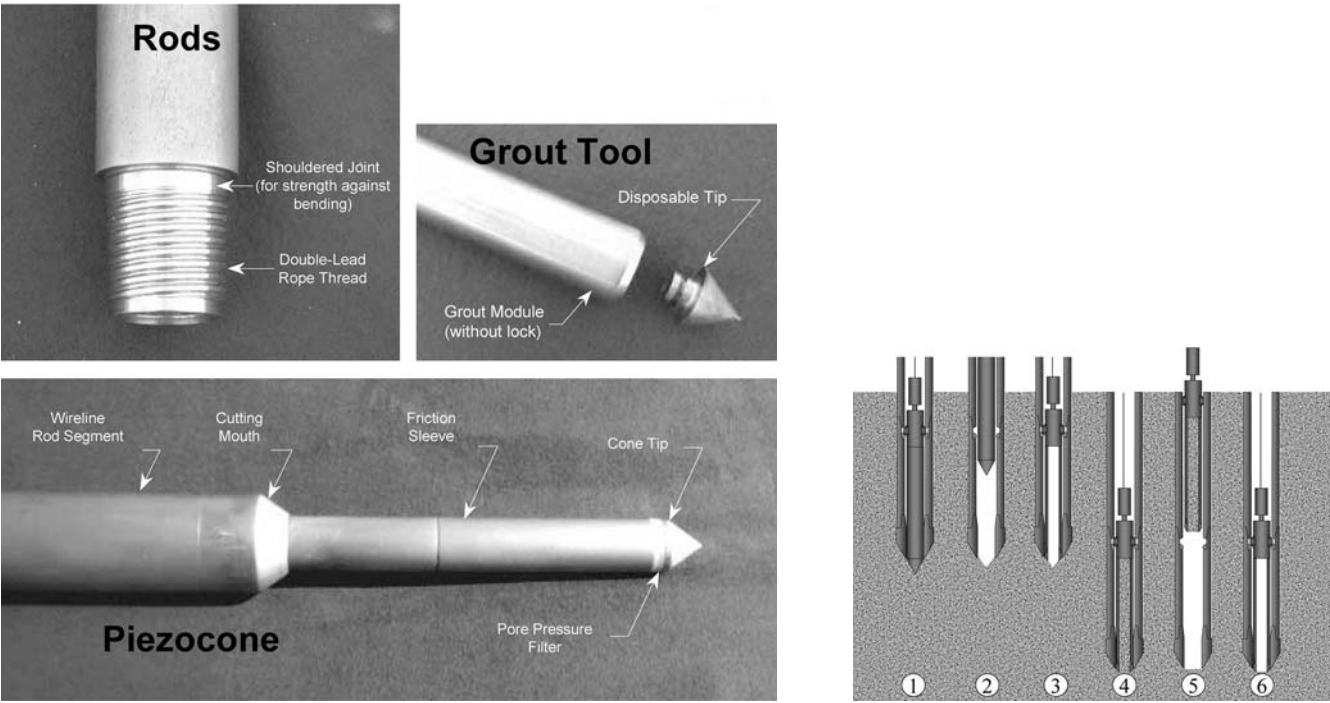 Rods
Shouldered Joint
(for strength against
bending)
Double-Lead
Rope Thread
Grout Tool
Disposable Tip
Grout Module
(without lock)
Wireline
Rod Segment
Cutting
Mouth
Friction
Sleeve
Cone Tip
Piezocone
Pore Pressure
Filter
1
2
3
4
5
6